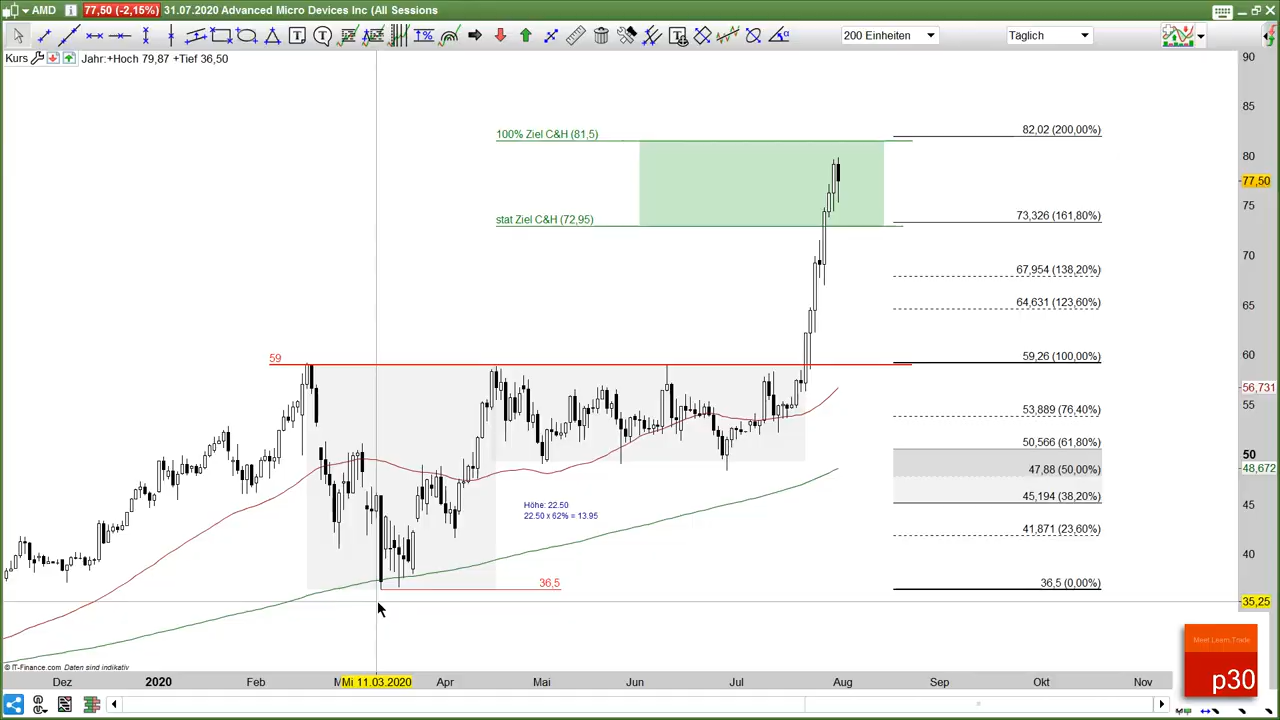 AMD 77,50 (-2,15%) 31.07.2020 Advanced Micro Devices Inc (All Sessions
200 Einheiten
Täglich
Kurs Jahr:+Hoch 79,87 +Tief 36,50
90
85
100% Ziel C&H (81,5)
82,02 (200,00%)
80
77,50
75
stat Ziel C&H (72,95)
73,326 (161,80%)
70
67,954 (138,20%)
65
64,631 (123,60%)
60
59
59,26 (100,00%)
56,731
55
53,889 (76,40%)
50,566 (61,80%)
50
48,672
47,88 (50,00%)
45,194 (38,20%)
45
Höhe: 22.50
22.50 x 62% = 13.95
41,871 (23,60%)
40
36,5
36,5 (0,00%)
35,25
Meet.Learn.Trade
p30
© IT-Finance.com Daten sind indikativ
Dez 2020 Feb Mi 11.03.2020 Apr Mai Jun Jul Aug Sep Okt Nov